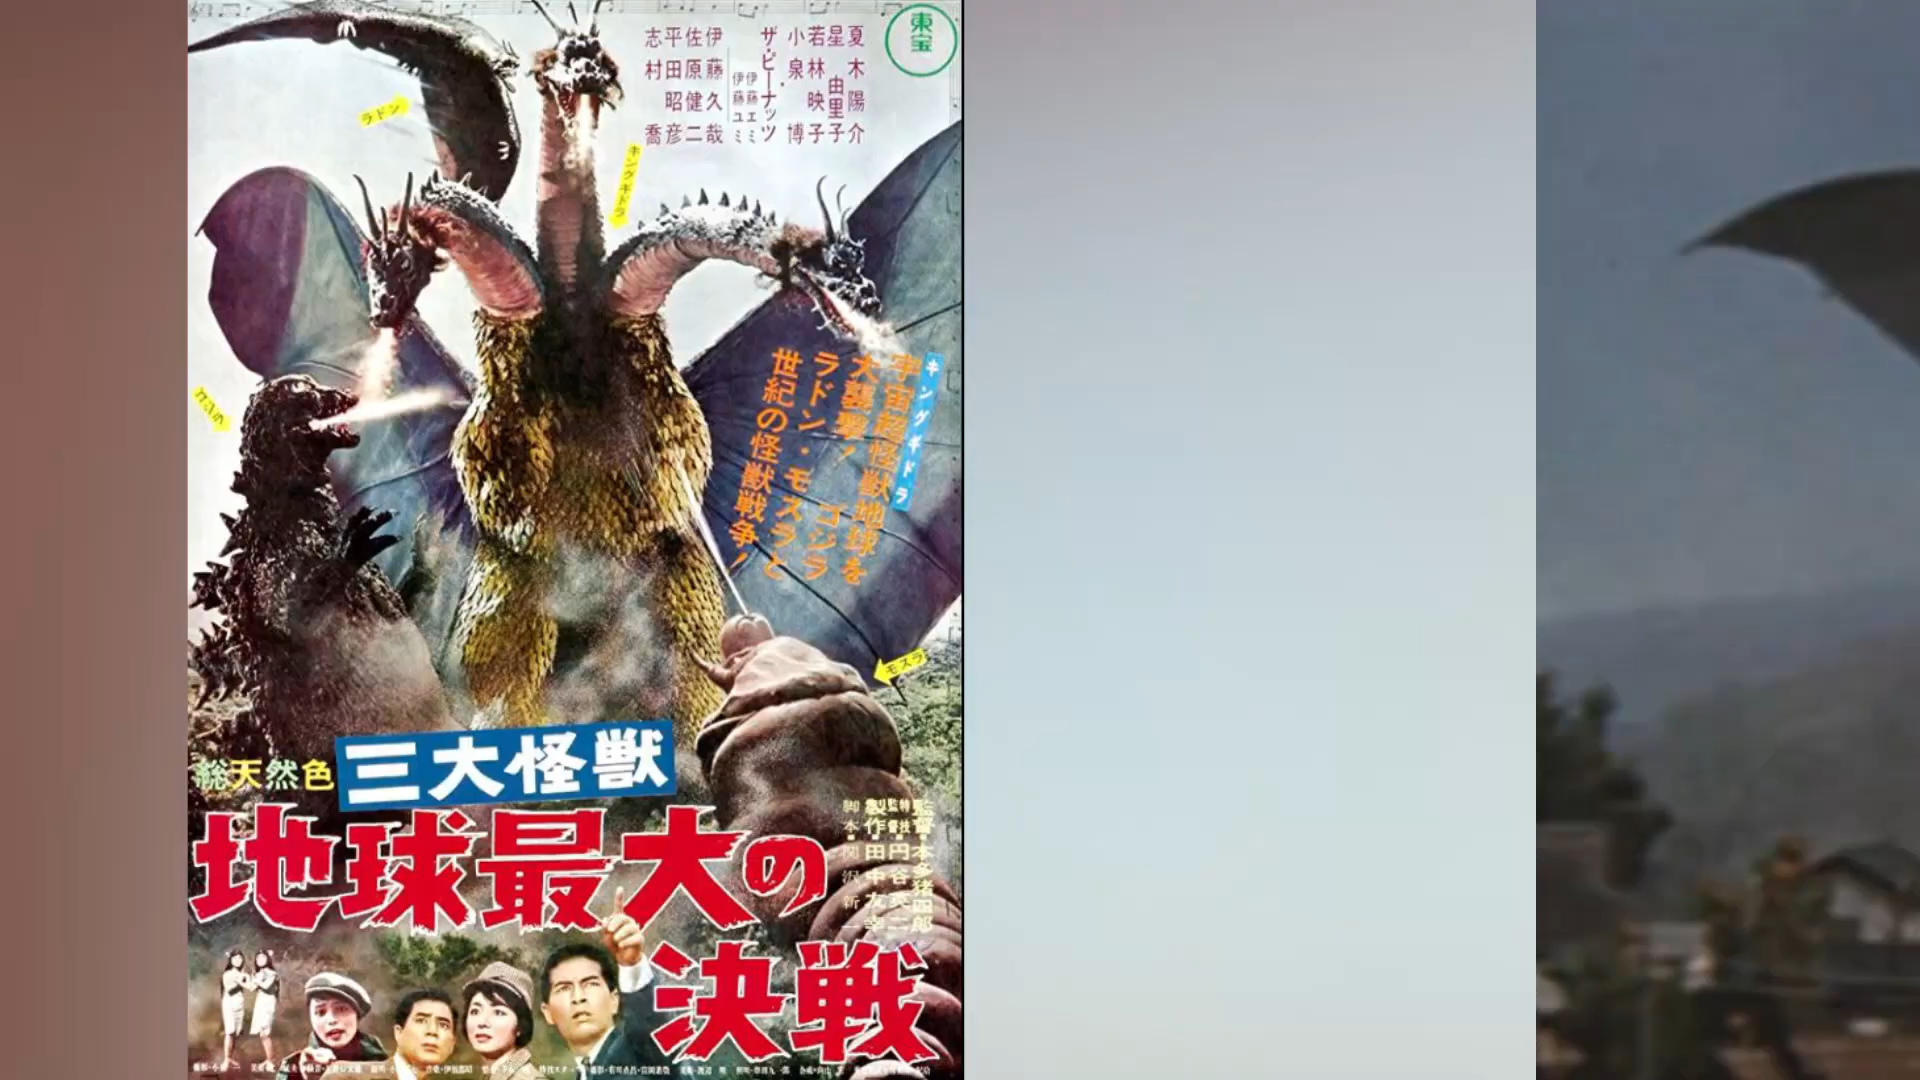 東宝
夏木陽介
星由里子
若林映子
小泉博
ザ・ピーナッツ
伊藤エミ
伊藤ユミ
伊藤久哉
佐原健二
平田昭彦
志村喬
ラドン
キングギドラ
ゴジラ
キングギドラ
宇宙超怪獣地球を
大襲撃！ゴジラ
ラドン・モスラと
世紀の怪獣戦争！
モスラ
総天然色
三大怪獣
地球最大の
決戦
監督・本多猪四郎
特技監督・円谷英二
製作・田中友幸
脚本・関沢新一